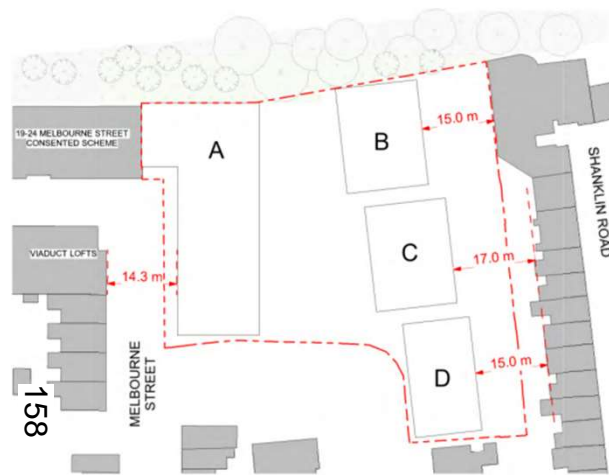 A
B
15.0 m
19-24 MELBOURNE STREET
CONSENTED SCHEME
SHANKLIN ROAD
C
17.0 m
VIADUCT LOFTS
14.3 m
MELBOURNE
STREET
D
15.0 m
158